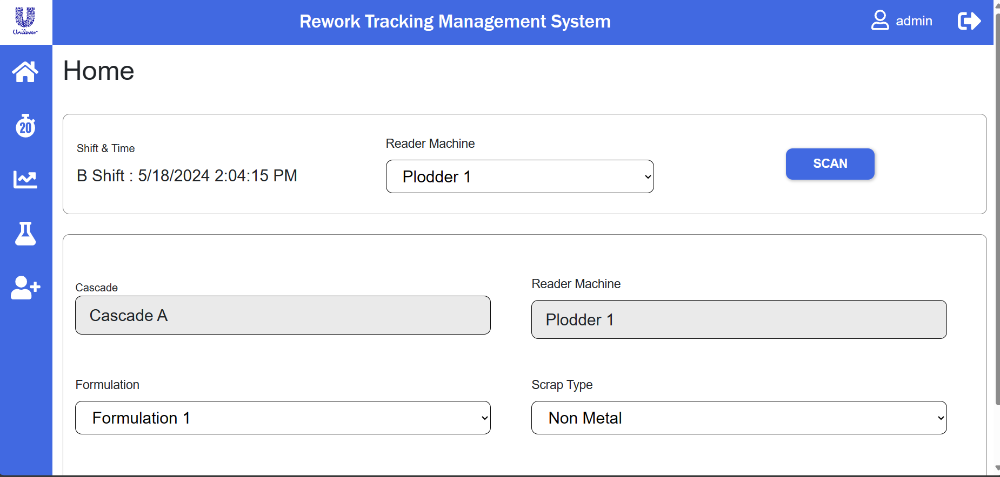 Unilever
Rework Tracking Management System
admin
Home
20
Shift & Time
B Shift : 5/18/2024 2:04:15 PM
Reader Machine
Plodder 1
SCAN
Cascade
Cascade A
Reader Machine
Plodder 1
Formulation
Formulation 1
Scrap Type
Non Metal